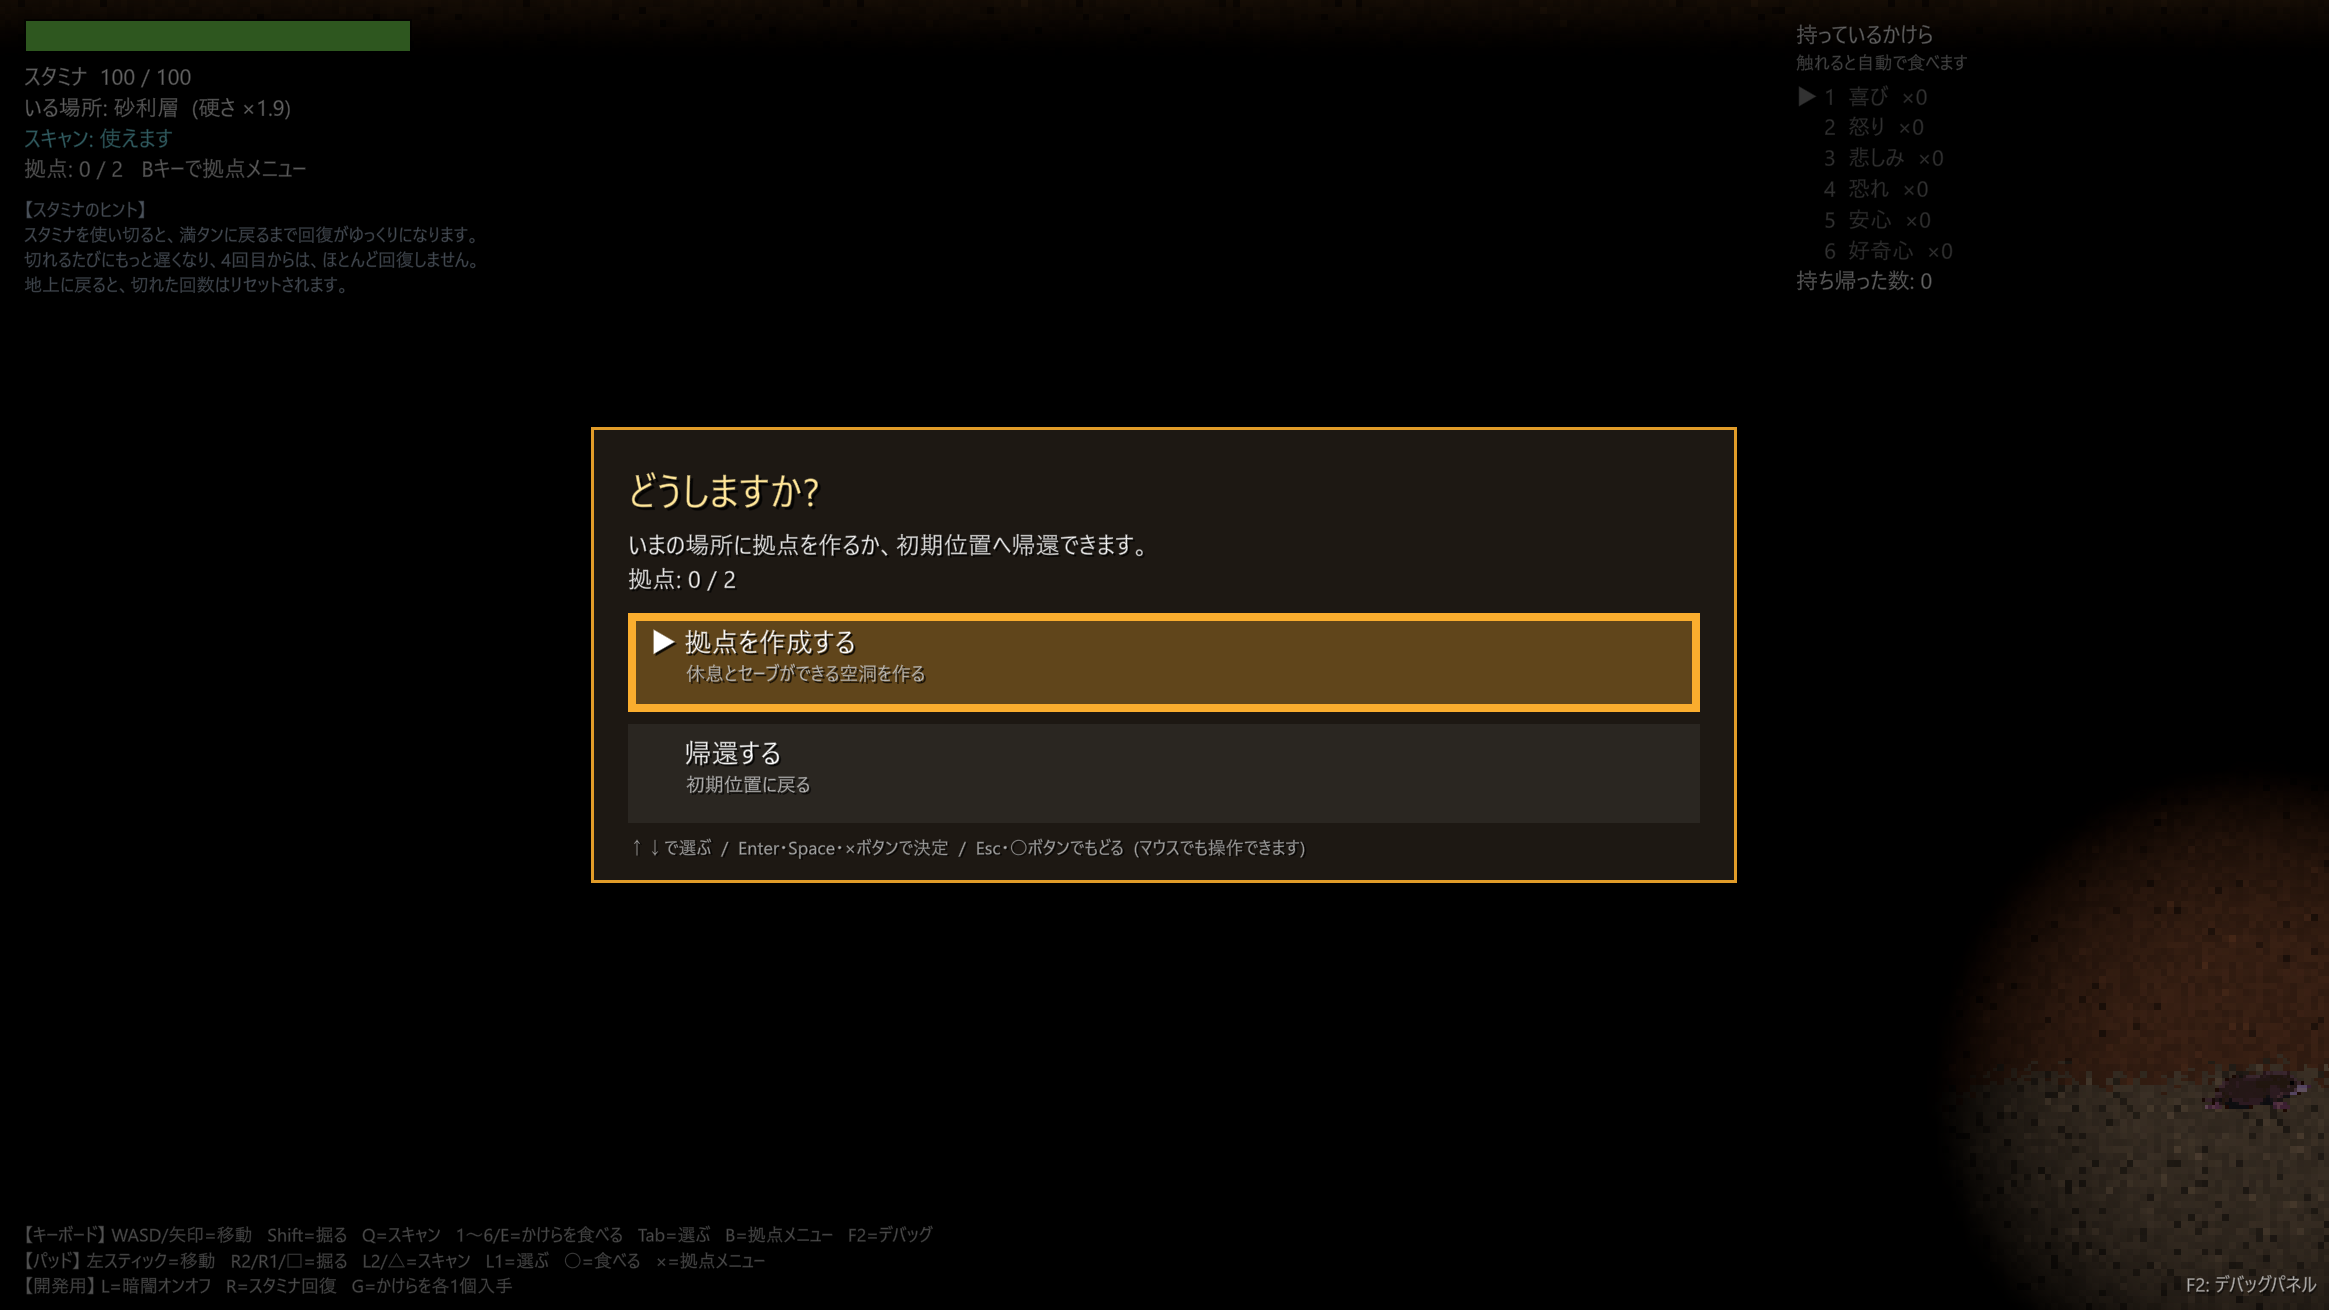 スタミナ 100 / 100
いる場所: 砂利層 (硬さ ×1.9)
スキャン: 使えます
拠点: 0 / 2 Bキーで拠点メニュー
【スタミナのヒント】
スタミナを使い切ると、満タンに戻るまで回復がゆっくりになります。
切れるたびにもっと遅くなり、4回目からは、ほとんど回復しません。
地上に戻ると、切れた回数はリセットされます。
持っているかけら
触れると自動で食べます
▶ 1 喜び ×0
2 怒り ×0
3 悲しみ ×0
4 恐れ ×0
5 安心 ×0
6 好奇心 ×0
持ち帰った数: 0
どうしますか?
いまの場所に拠点を作るか、初期位置へ帰還できます。
拠点: 0 / 2
▶ 拠点を作成する
休息とセーブができる空洞を作る
帰還する
初期位置に戻る
↑↓で選ぶ / Enter・Space・×ボタンで決定 / Esc・○ボタンでもどる (マウスでも操作できます)
【キーボード】 WASD/矢印=移動 Shift=掘る Q=スキャン 1～6/E=かけらを食べる Tab=選ぶ B=拠点メニュー F2=デバッグ
【パッド】 左スティック=移動 R2/R1/□=掘る L2/△=スキャン L1=選ぶ ○=食べる ×=拠点メニュー
【開発用】 L=暗闇オンオフ R=スタミナ回復 G=かけらを各1個入手
F2: デバッグパネル